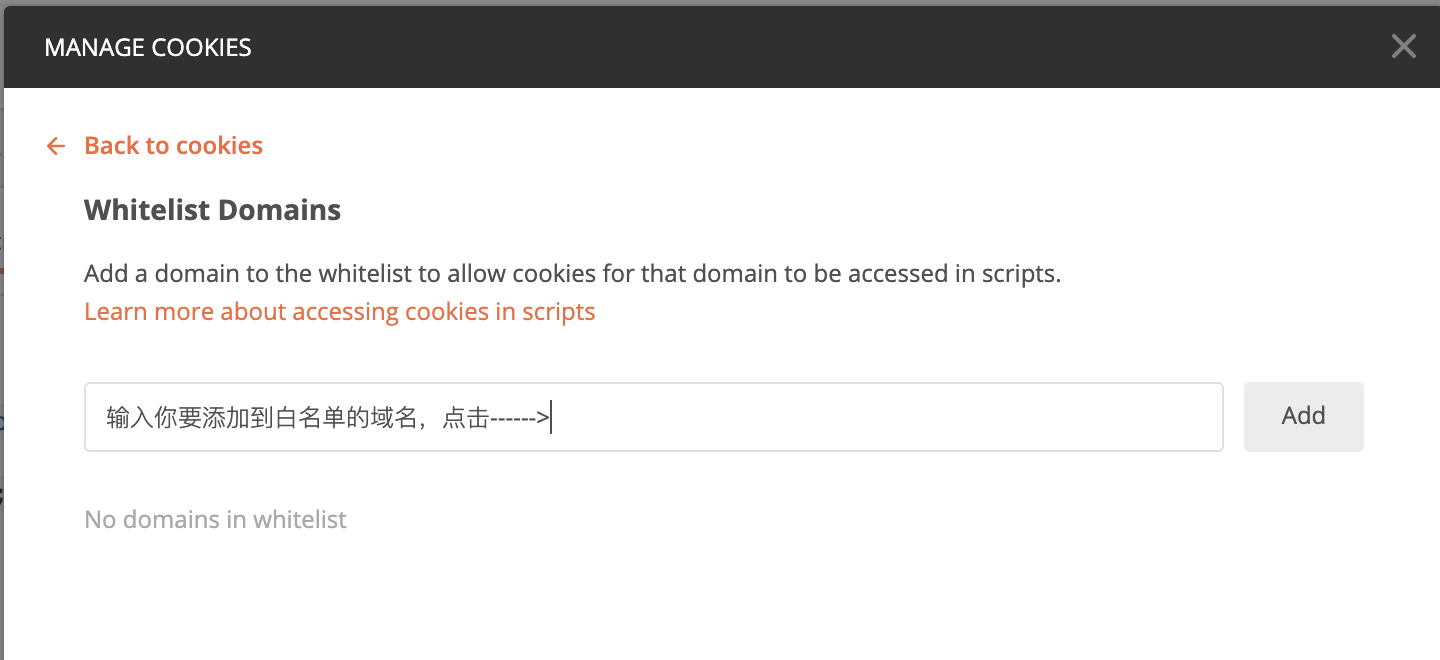 MANAGE COOKIES
Back to cookies
Whitelist Domains
Add a domain to the whitelist to allow cookies for that domain to be accessed in scripts.
Learn more about accessing cookies in scripts
输入你要添加到白名单的域名，点击------>
Add
No domains in whitelist